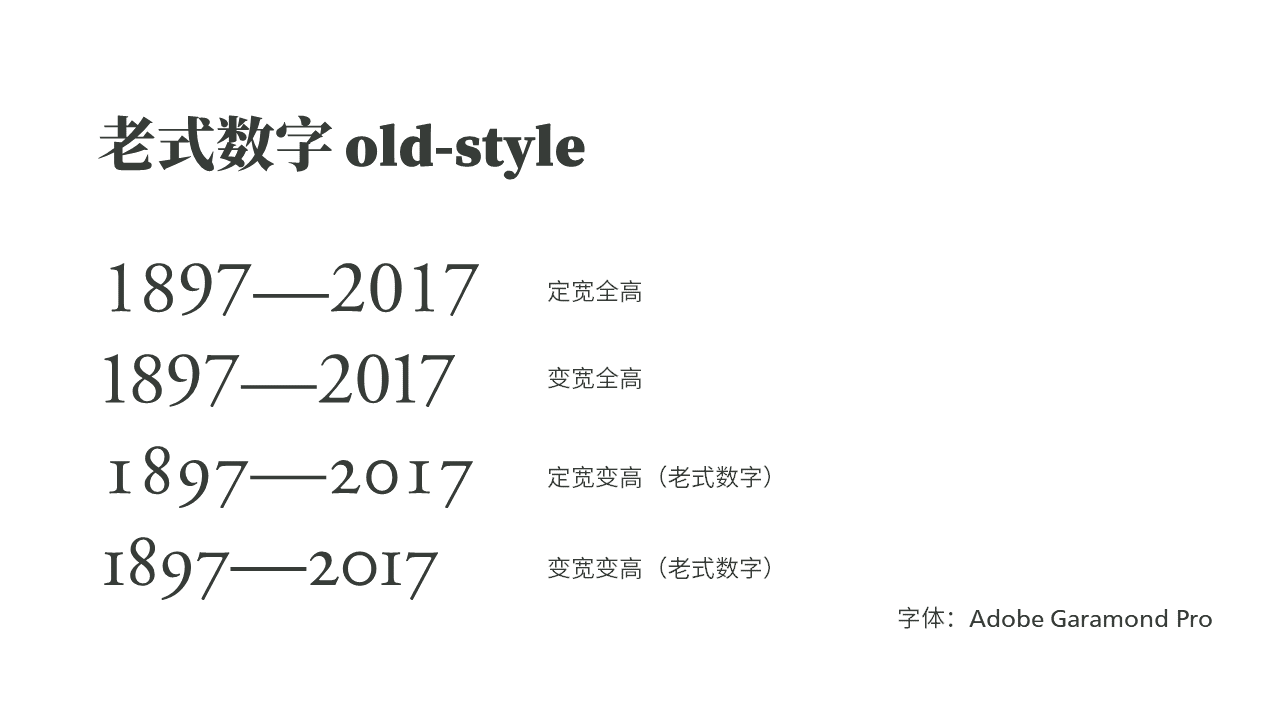 老式数字 old-style
1897—2017 定宽全高
1897—2017 变宽全高
1897—2017 定宽变高（老式数字）
1897—2017 变宽变高（老式数字）
字体：Adobe Garamond Pro